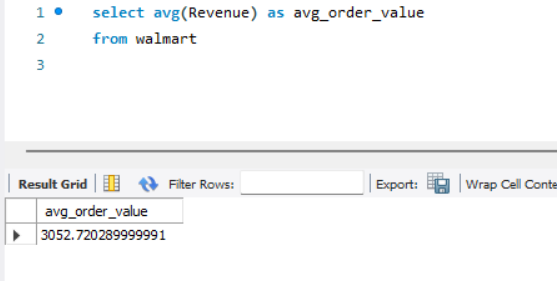 1 select avg(Revenue) as avg_order_value
2 from walmart
3
Result Grid Filter Rows: Export: Wrap Cell Conte
avg_order_value
3052.720289999991